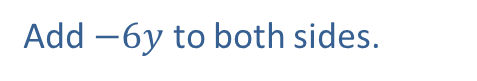 Add −6y to both sides.